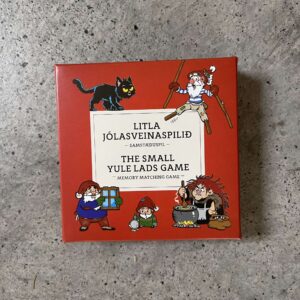 LITLA
JÓLASVEINASPILIÐ
– SAMSTÆÐUSPIL –
THE SMALL
YULE LADS GAME
– MEMORY MATCHING GAME –